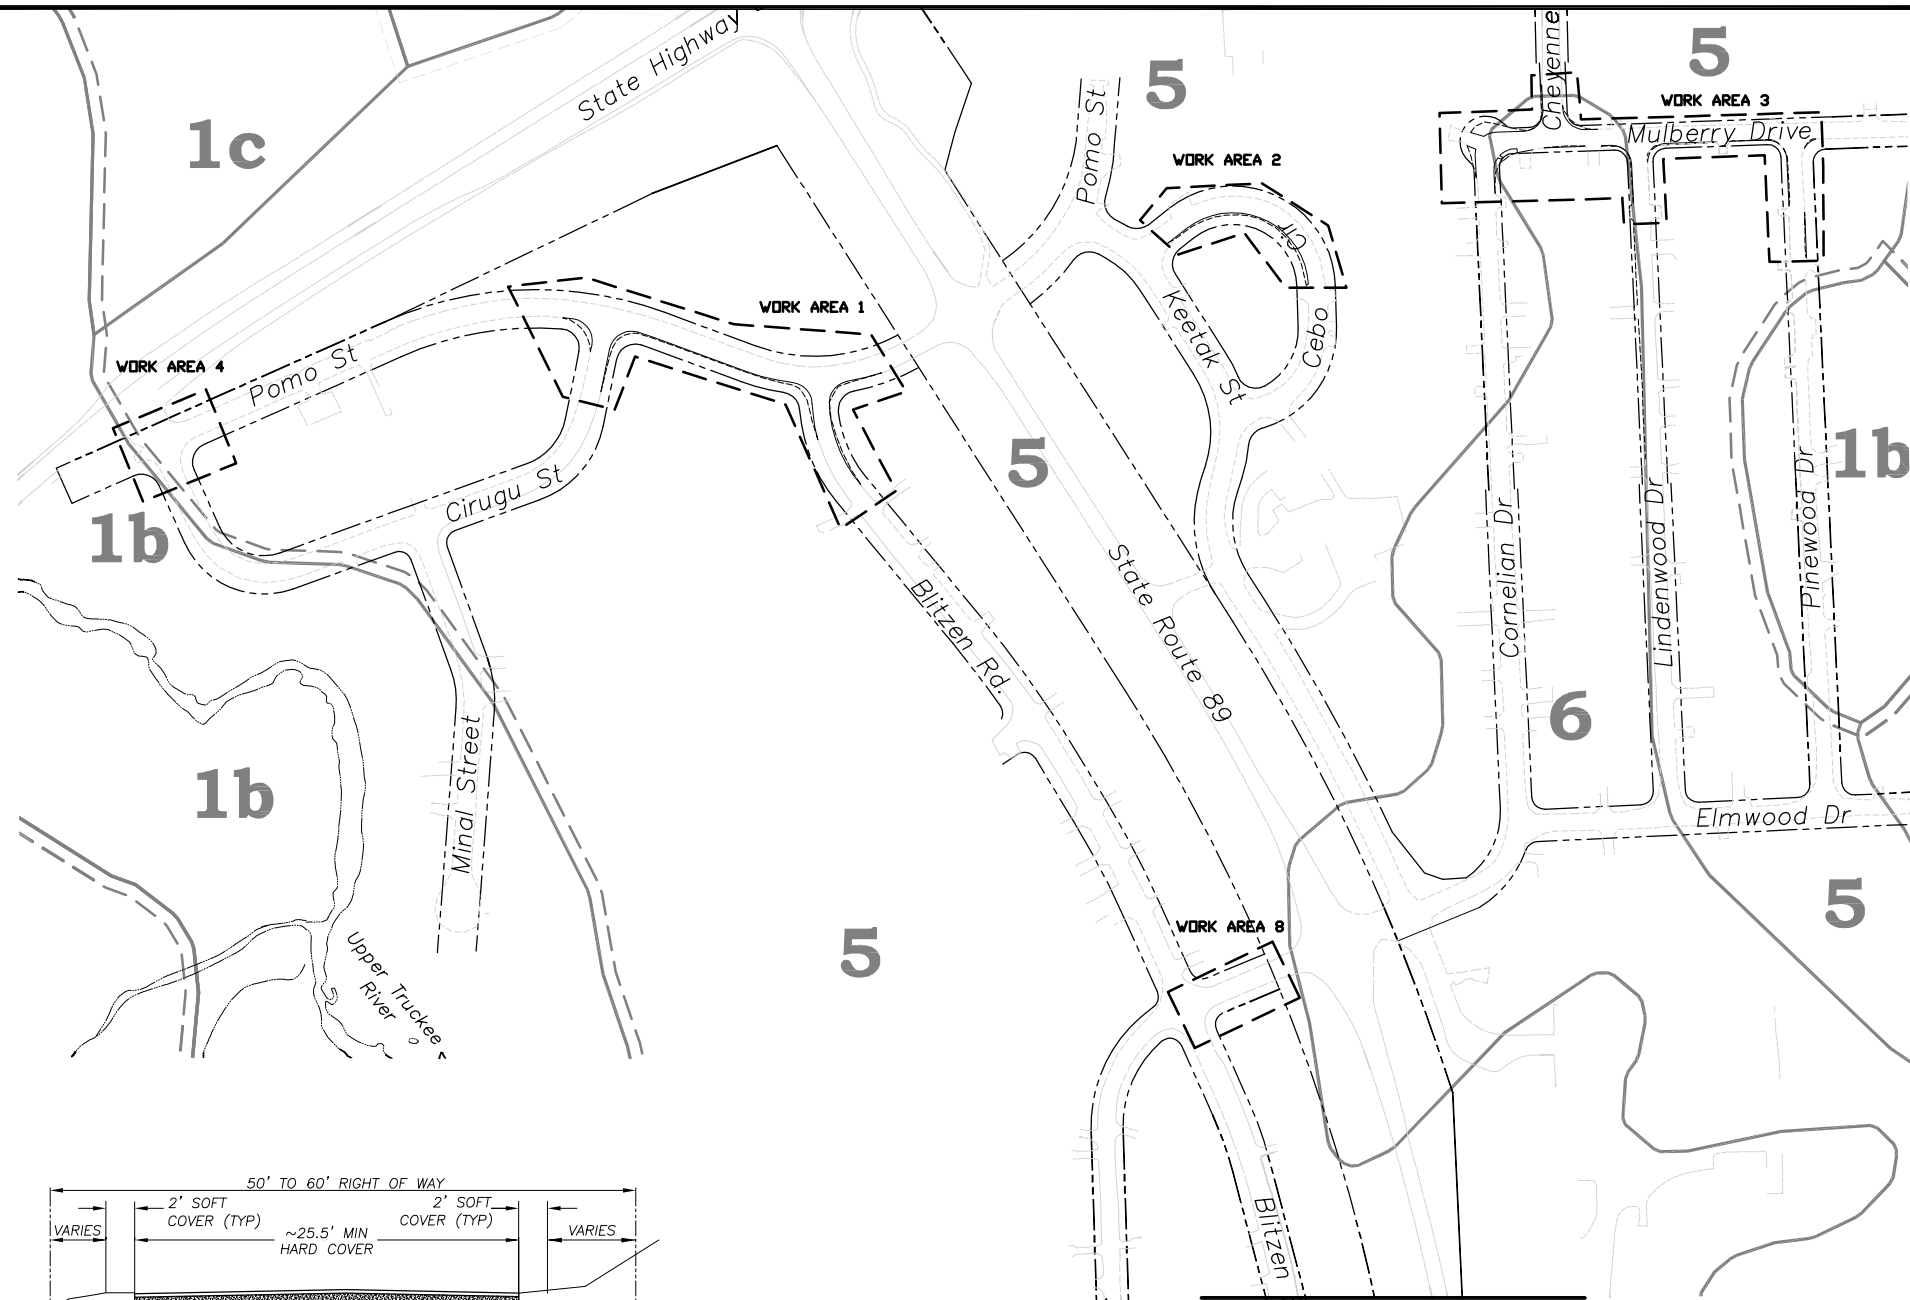 State Highway
1c
5
Cheyenne
5
WORK AREA 3
Mulberry Drive
Pomo St
WORK AREA 2
Cir
WORK AREA 1
Keetak St
Cebo
WORK AREA 4
Pomo St
5
1b
Cirugu St
1b
Cornelian Dr
Lindenwood Dr
Pinewood Dr
State Route 89
Blitzen Rd.
6
1b
Minal Street
Elmwood Dr
5
WORK AREA 8
5
Upper Truckee
River
50' TO 60' RIGHT OF WAY
2' SOFT
COVER (TYP)
2' SOFT
COVER (TYP)
VARIES
~25.5' MIN
HARD COVER
VARIES
Blitzen